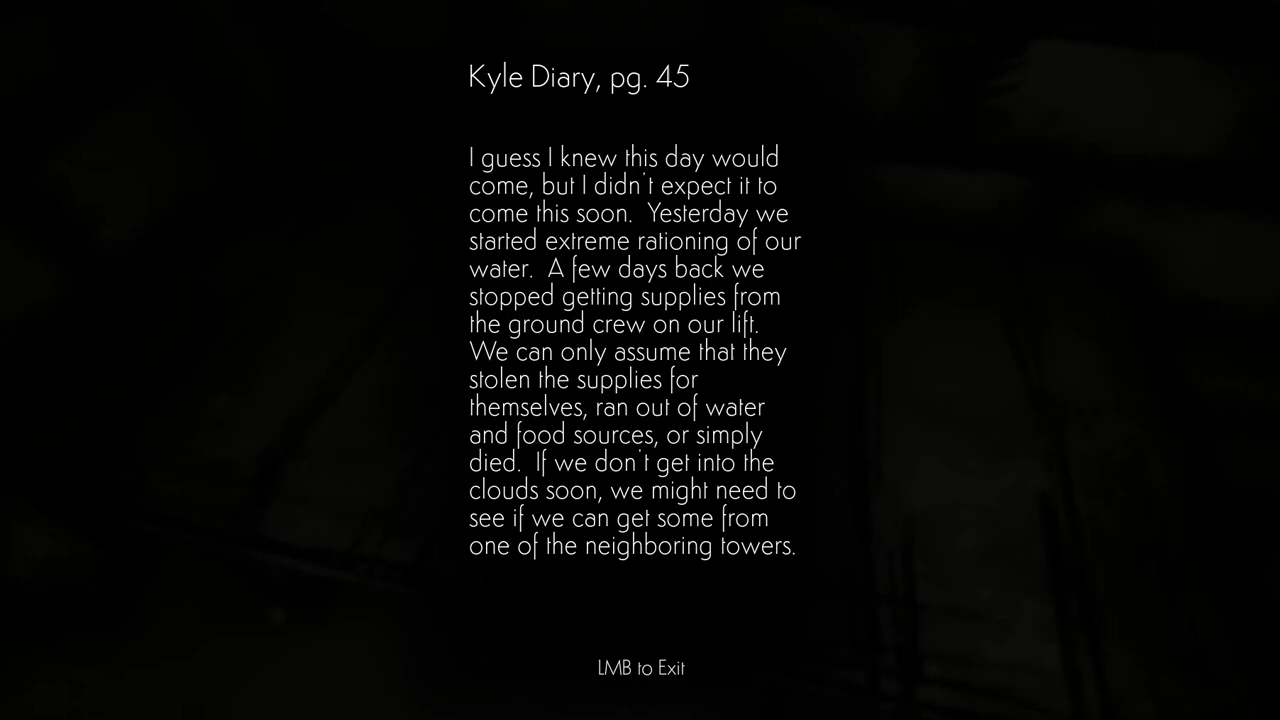 Kyle Diary, pg. 45
I guess I knew this day would
come, but I didn't expect it to
come this soon.  Yesterday we
started extreme rationing of our
water.  A few days back we
stopped getting supplies from
the ground crew on our lift.
We can only assume that they
stolen the supplies for
themselves, ran out of water
and food sources, or simply
died.  If we don't get into the
clouds soon, we might need to
see if we can get some from
one of the neighboring towers.
LMB to Exit